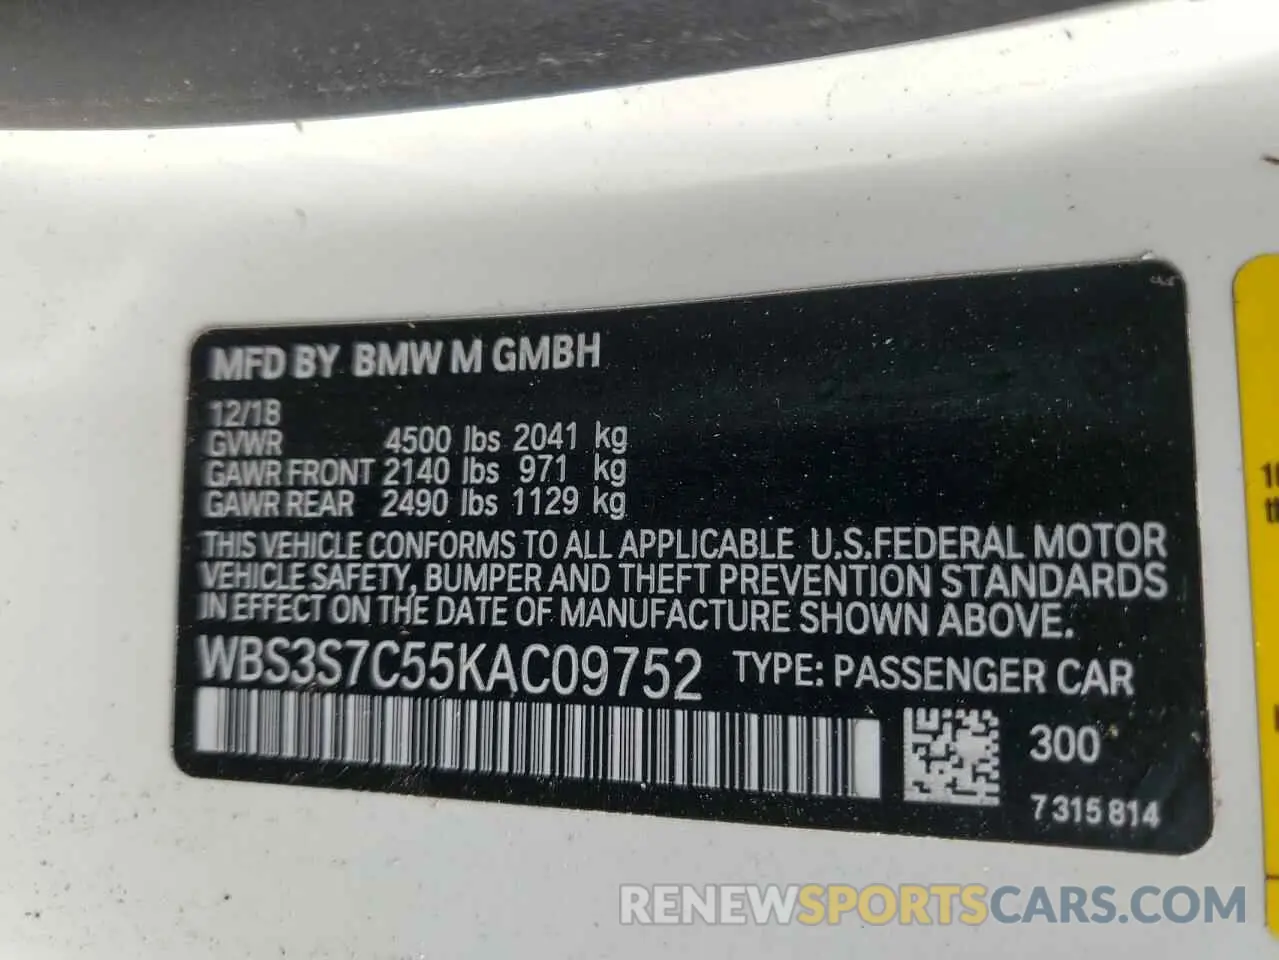 MFD BY BMW M GMBH
12/18
GVWR 4500 lbs 2041 kg
GAWR FRONT 2140 lbs 971 kg
GAWR REAR 2490 lbs 1129 kg
THIS VEHICLE CONFORMS TO ALL APPLICABLE U.S.FEDERAL MOTOR
VEHICLE SAFETY, BUMPER AND THEFT PREVENTION STANDARDS
IN EFFECT ON THE DATE OF MANUFACTURE SHOWN ABOVE.
WBS3S7C55KAC09752 TYPE: PASSENGER CAR
300
7 315 814
RENEWSPORTSCARS.COM